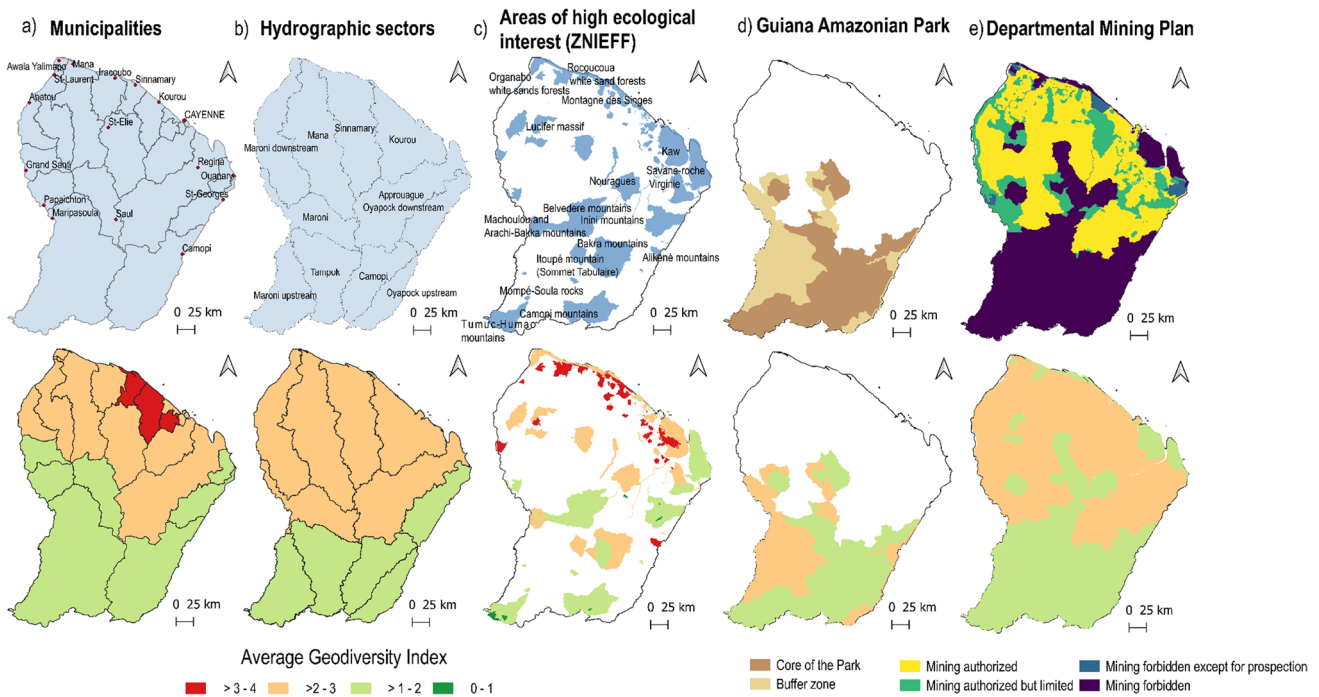 a) Municipalities
Awala Yalimapo
Mana
St-Laurent
Iracoubo
Sinnamary
Apatou
Kourou
CAYENNE
St-Elie
Grand Santi
Regina
Ouanary
St-Georges
Papaichton
Maripasoula
Saul
Camopi
0 25 km
b) Hydrographic sectors
Mana
Sinnamary
Kourou
Maroni downstream
Approuague
Oyapock downstream
Maroni
Tampok
Camopi
Maroni upstream
Oyapock upstream
0 25 km
c) Areas of high ecological
interest (ZNIEFF)
Rocoucoua
white sand forests
Organabo
white sands forests
Montagne des Singes
Lucifer massif
Kaw
Savane-roche
Virginie
Nouragues
Belvedere mountains
Inini mountains
Machoulou and
Arachi-Bakka mountains
Bakra mountains
Itoupé mountain
(Sommet Tabulaire)
Alikéné mountains
Mompé-Soula rocks
Camopi mountains
Tumuc-Humac
mountains
0 25 km
d) Guiana Amazonian Park
0 25 km
e) Departmental Mining Plan
0 25 km
0 25 km
0 25 km
0 25 km
0 25 km
0 25 km
Average Geodiversity Index
> 3 - 4
>2 - 3
> 1 - 2
0 - 1
Core of the Park
Buffer zone
Mining authorized
Mining authorized but limited
Mining forbidden except for prospection
Mining forbidden